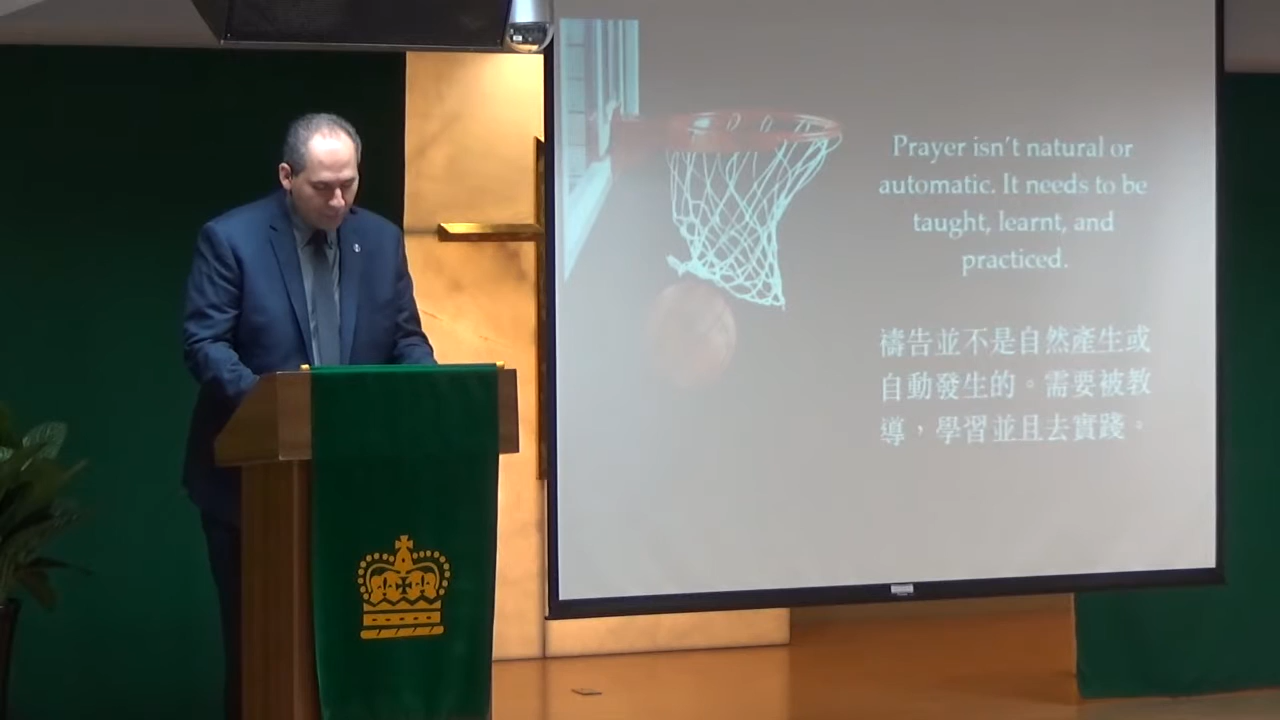 Prayer isn't natural or
automatic. It needs to be
taught, learnt, and
practiced.
禱告並不是自然產生或
自動發生的。需要被教
導，學習並且去實踐。